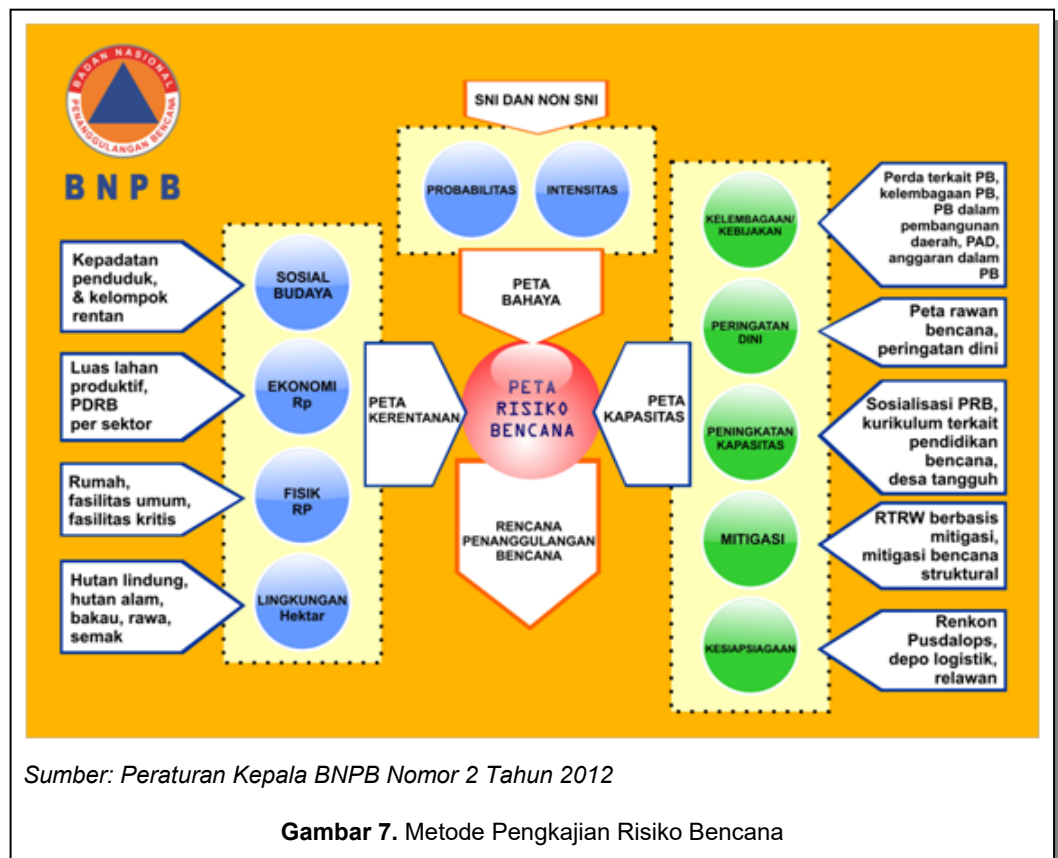 BADAN NASIONAL
PENANGGULANGAN BENCANA
BNPB
SNI DAN NON SNI
PROBABILITAS
INTENSITAS
PETA
BAHAYA
Kepadatan
penduduk,
& kelompok
rentan
SOSIAL
BUDAYA
Luas lahan
produktif,
PDRB
per sektor
EKONOMI
Rp
Rumah,
fasilitas umum,
fasilitas kritis
FISIK
RP
Hutan lindung,
hutan alam,
bakau, rawa,
semak
LINGKUNGAN
Hektar
PETA
KERENTANAN
PETA
RISIKO
BENCANA
PETA
KAPASITAS
RENCANA
PENANGGULANGAN
BENCANA
KELEMBAGAAN/
KEBIJAKAN
Perda terkait PB,
kelembagaan PB,
PB dalam
pembangunan
daerah, PAD,
anggaran dalam
PB
PERINGATAN
DINI
Peta rawan
bencana,
peringatan dini
PENINGKATAN
KAPASITAS
Sosialisasi PRB,
kurikulum terkait
pendidikan
bencana,
desa tangguh
MITIGASI
RTRW berbasis
mitigasi,
mitigasi bencana
struktural
KESIAPSIAGAAN
Renkon
Pusdalops,
depo logistik,
relawan
Sumber: Peraturan Kepala BNPB Nomor 2 Tahun 2012
Gambar 7. Metode Pengkajian Risiko Bencana